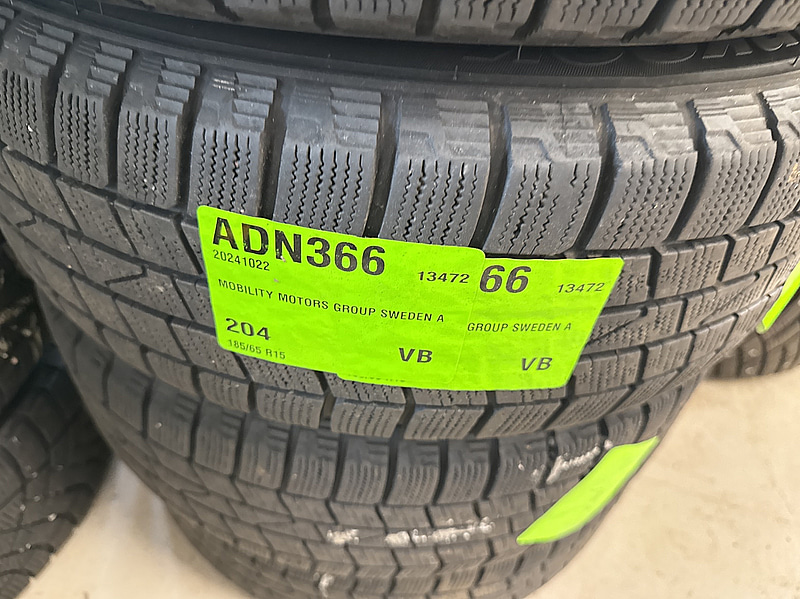 ADN366
20241022
13472
MOBILITY MOTORS GROUP SWEDEN A
204
185/65 R15
VB
66
13472
GROUP SWEDEN A
VB